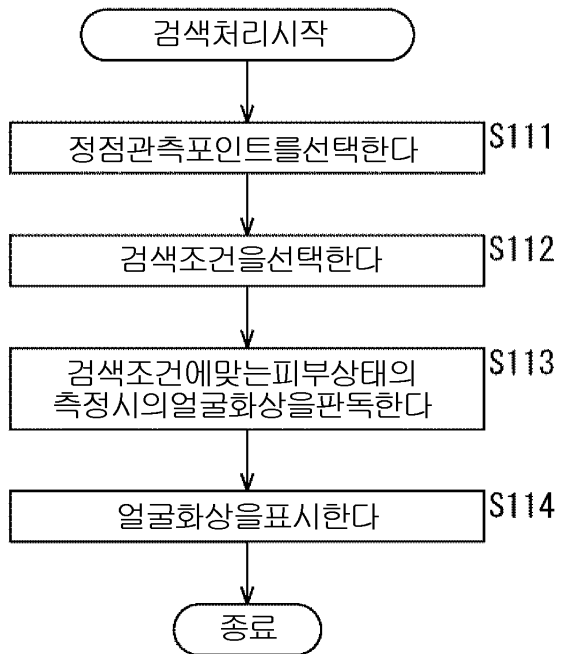 검색처리시작
정점관측포인트를선택한다 S111
검색조건을선택한다 S112
검색조건에맞는피부상태의 S113
측정시의얼굴화상을판독한다
얼굴화상을표시한다 S114
종료